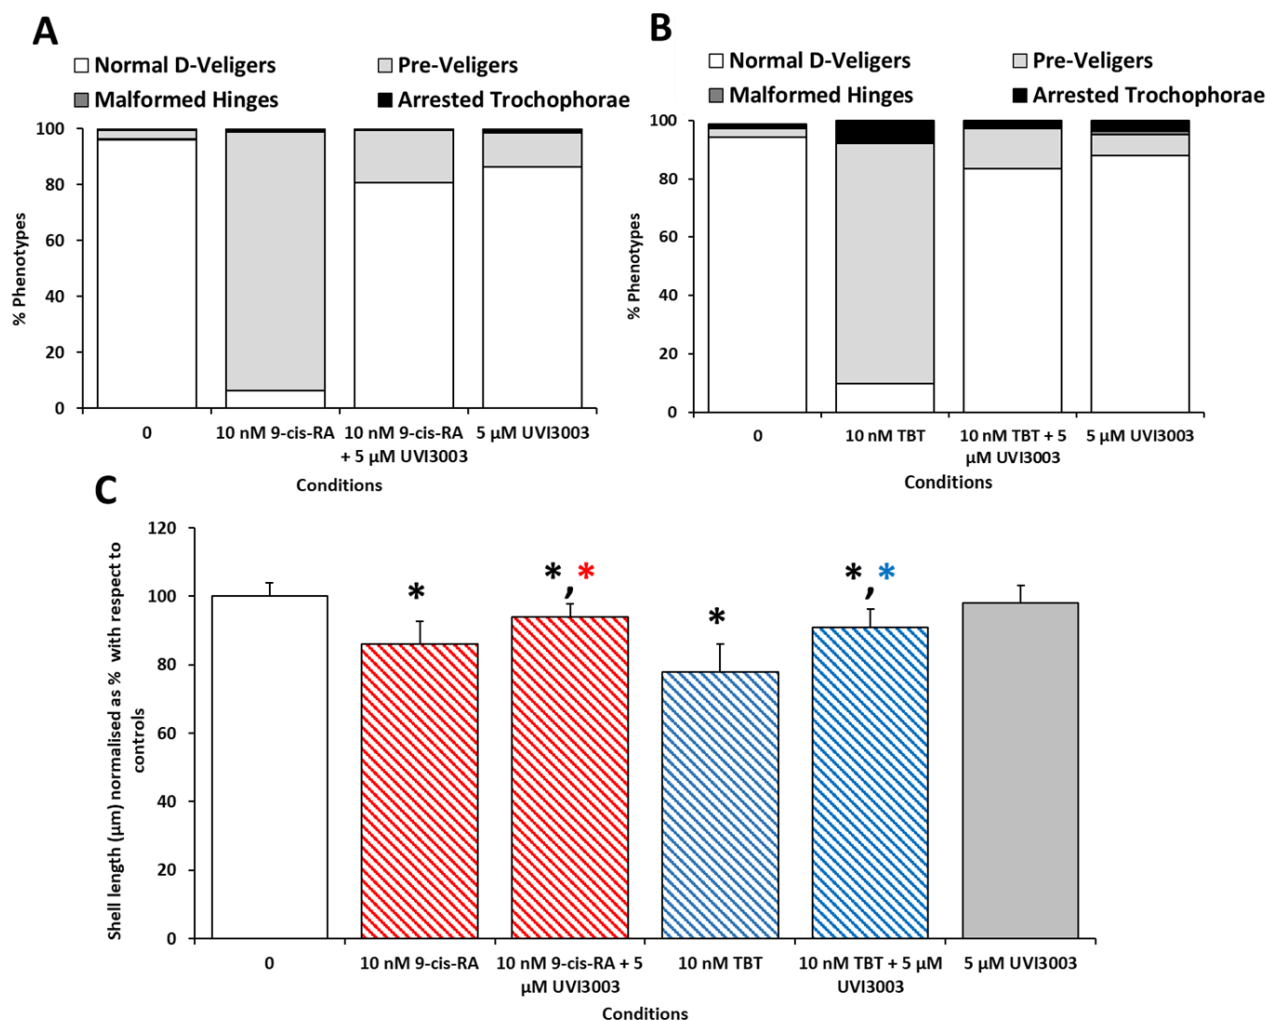 A
Normal D-Veligers
Pre-Veligers
Malformed Hinges
Arrested Trochophorae
% Phenotypes
100
80
60
40
20
0
0
10 nM 9-cis-RA
10 nM 9-cis-RA
+ 5 µM UVI3003
5 µM UVI3003
Conditions
B
Normal D-Veligers
Pre-Veligers
Malformed Hinges
Arrested Trochophorae
% Phenotypes
100
80
60
40
20
0
0
10 nM TBT
10 nM TBT + 5
µM UVI3003
5 µM UVI3003
Conditions
C
Shell length (µm) normalised as % with respect to
controls
120
100
80
60
40
20
0
*
*,*
*
*,*
0
10 nM 9-cis-RA
10 nM 9-cis-RA + 5
µM UVI3003
10 nM TBT
10 nM TBT + 5 µM
UVI3003
5 µM UVI3003
Conditions